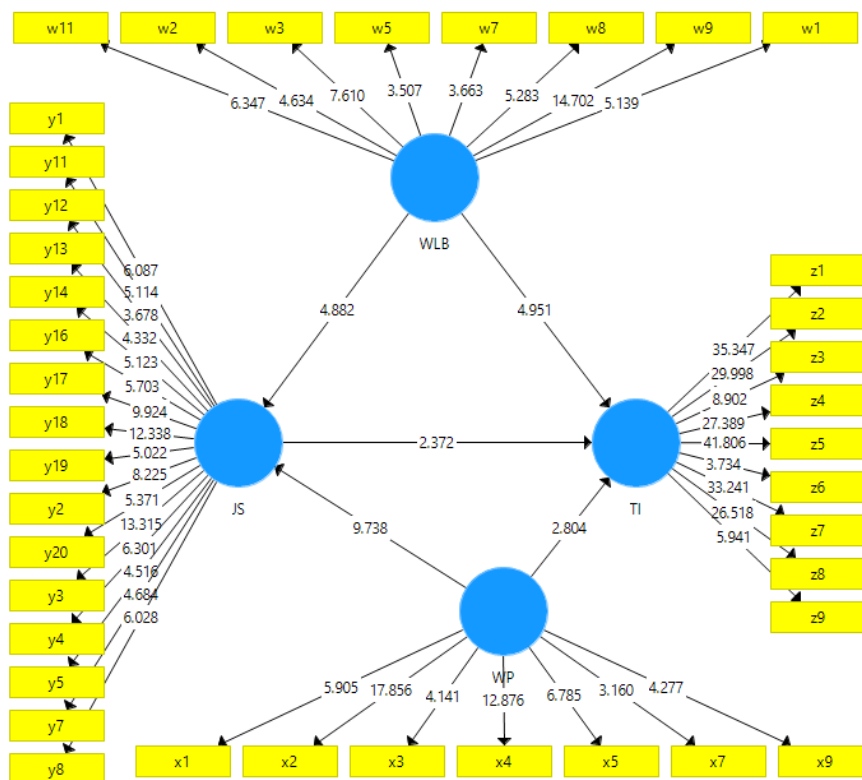 w11 w2 w3 w5 w7 w8 w9 w1
6.347 4.634 7.610 3.507 3.663 5.283 14.702 5.139
WLB
y1
y11
y12
y13
y14
y16
y17
y18
y19
y2
y20
y3
y4
y5
y7
y8
6.087
5.114
3.678
4.332
5.123
5.703
9.924
12.338
5.022
8.225
5.371
13.315
6.301
4.516
4.684
6.028
JS
4.882
4.951
2.372
9.738
2.804
z1
z2
z3
z4
z5
z6
z7
z8
z9
35.347
29.998
8.902
27.389
41.806
3.734
33.241
26.518
5.941
TI
WP
5.905 17.856 4.141 12.876 6.785 3.160 4.277
x1 x2 x3 x4 x5 x7 x9